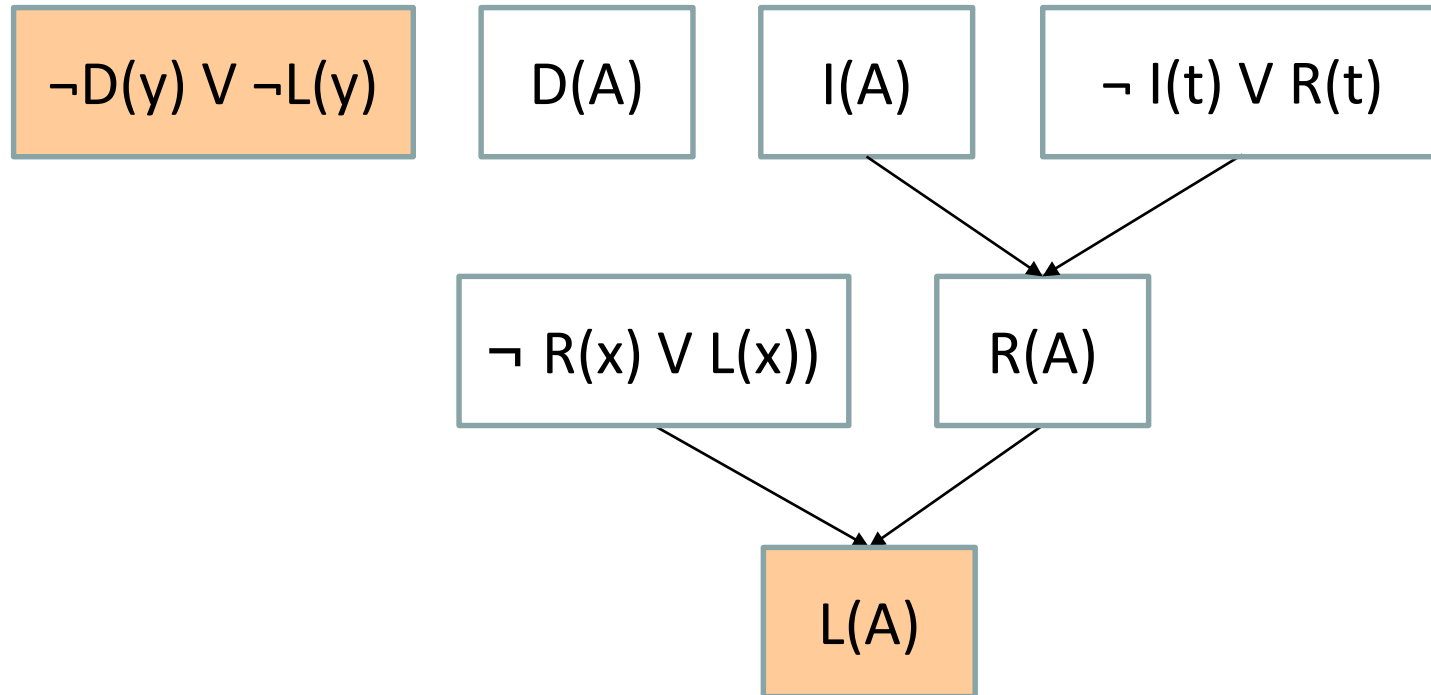 ¬D(y) V ¬L(y)
D(A)
I(A)
¬ I(t) V R(t)
¬ R(x) V L(x))
R(A)
L(A)